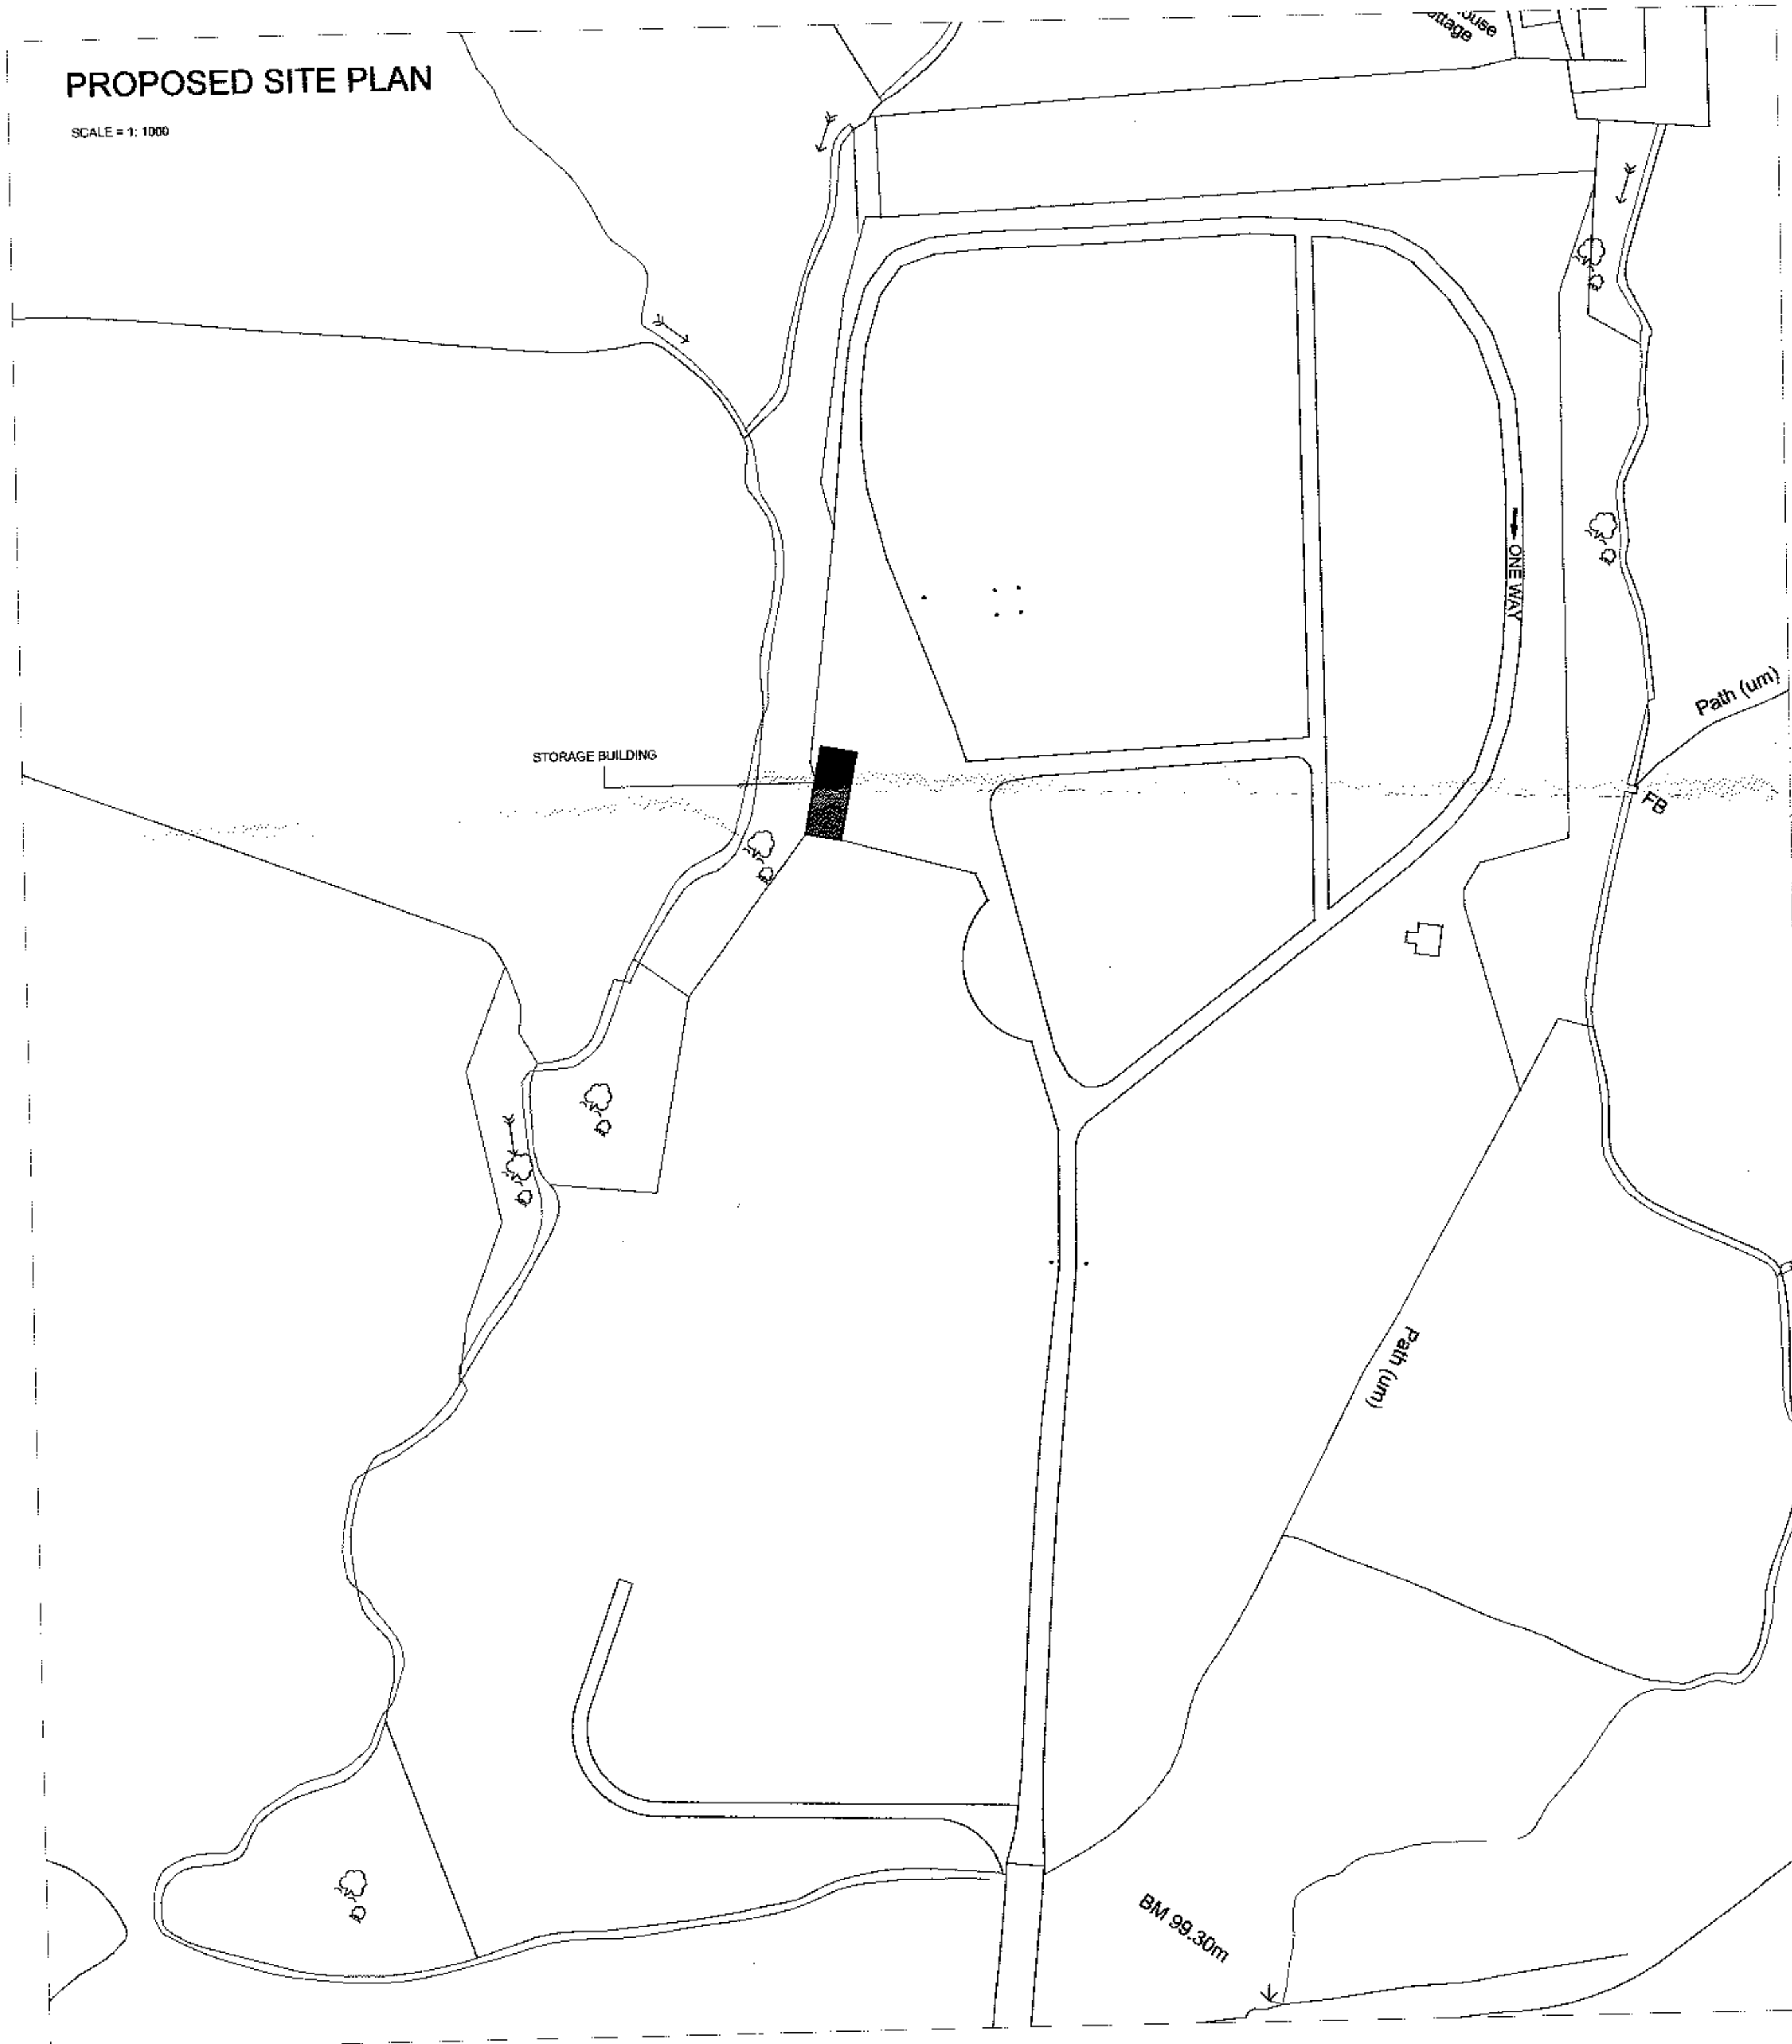 PROPOSED SITE PLAN
SCALE = 1: 1000
ONE WAY
Path (um)
STORAGE BUILDING
FB
Path (um)
BM 99.30m